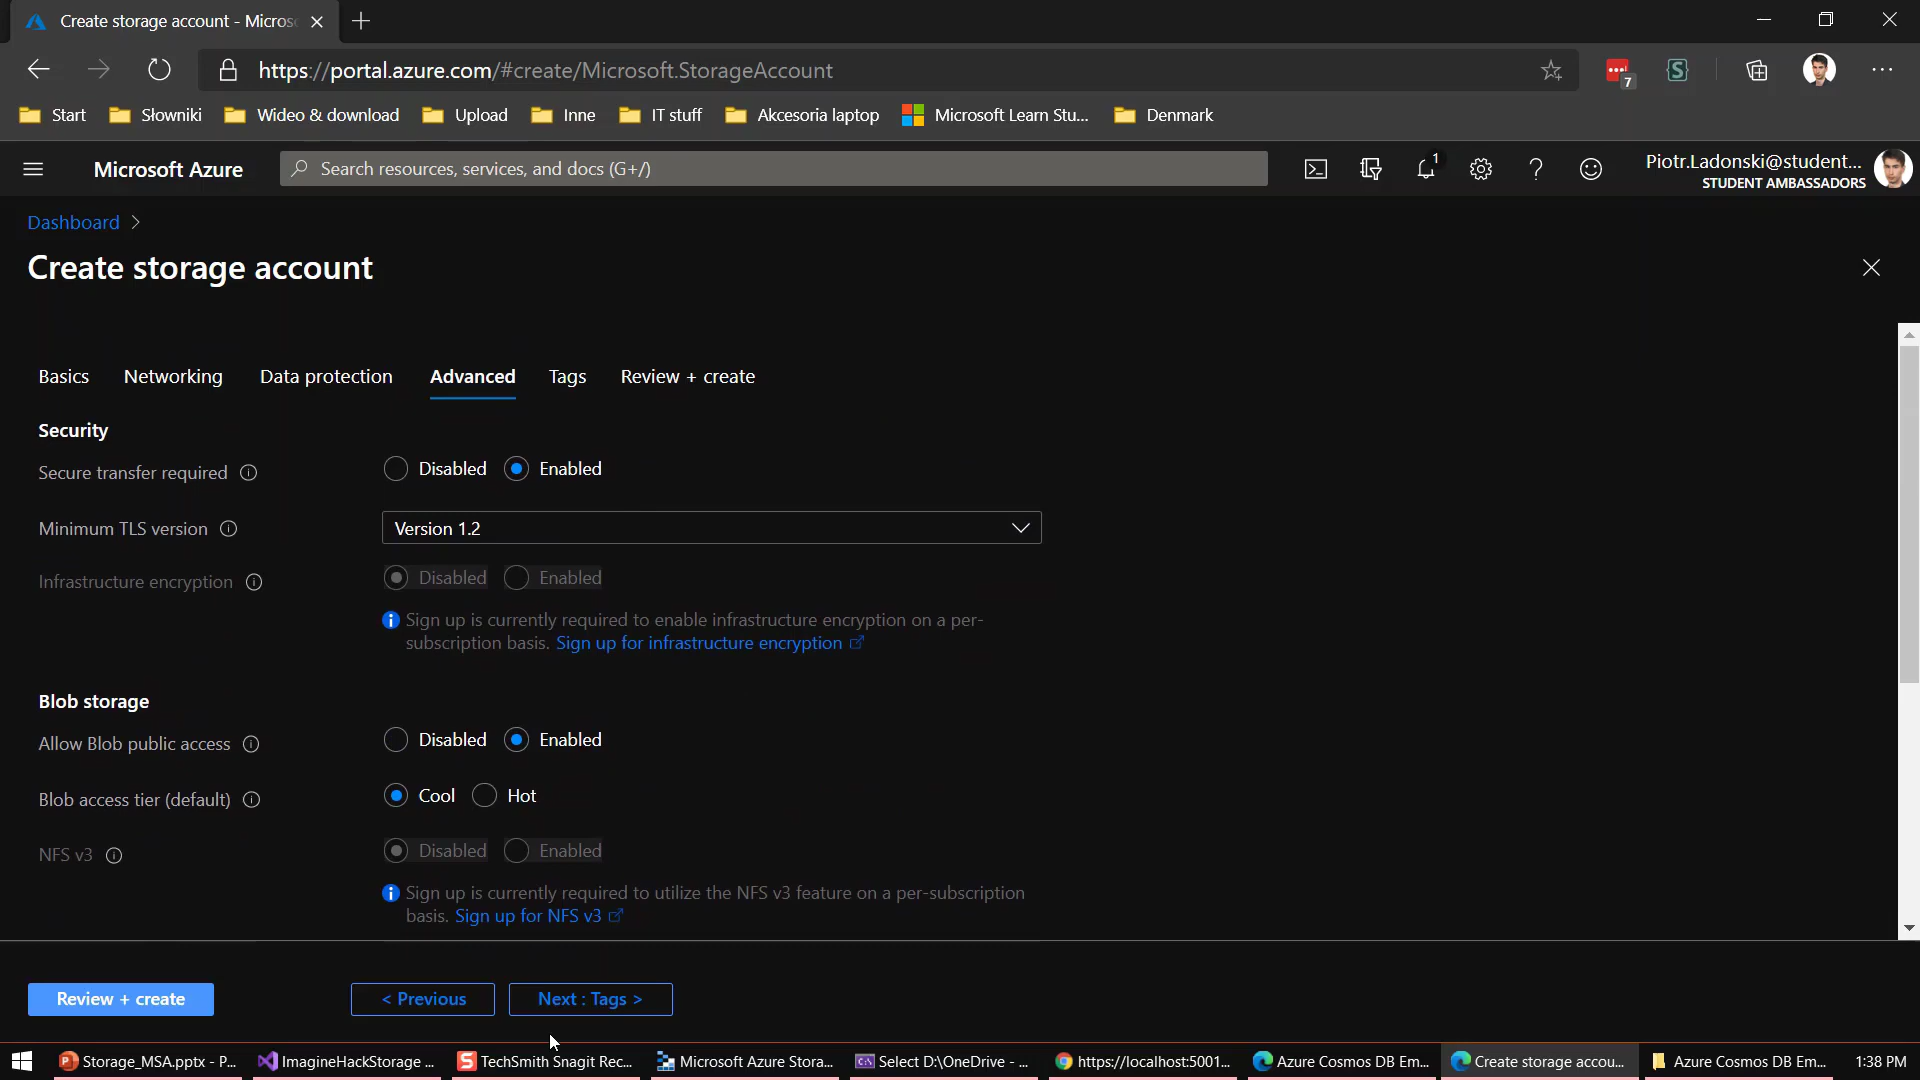 Create storage account - Micros
https://portal.azure.com/#create/Microsoft.StorageAccount
7
Start
Słowniki
Wideo & download
Upload
Inne
IT stuff
Akcesoria laptop
Microsoft Learn Stu...
Denmark
Microsoft Azure
Search resources, services, and docs (G+/)
1
Piotr.Ladonski@student...
STUDENT AMBASSADORS
Dashboard >
Create storage account
Basics
Networking
Data protection
Advanced
Tags
Review + create
Security
Secure transfer required
Disabled
Enabled
Minimum TLS version
Version 1.2
Infrastructure encryption
Disabled
Enabled
Sign up is currently required to enable infrastructure encryption on a per-
subscription basis. Sign up for infrastructure encryption
Blob storage
Allow Blob public access
Disabled
Enabled
Blob access tier (default)
Cool
Hot
NFS v3
Disabled
Enabled
Sign up is currently required to utilize the NFS v3 feature on a per-subscription
basis. Sign up for NFS v3
Review + create
< Previous
Next : Tags >
Storage_MSA.pptx - P...
ImagineHackStorage ...
TechSmith Snagit Rec...
Microsoft Azure Stora...
Select D:\OneDrive - ...
https://localhost:5001...
Azure Cosmos DB Em...
Create storage accou...
Azure Cosmos DB Em...
1:38 PM